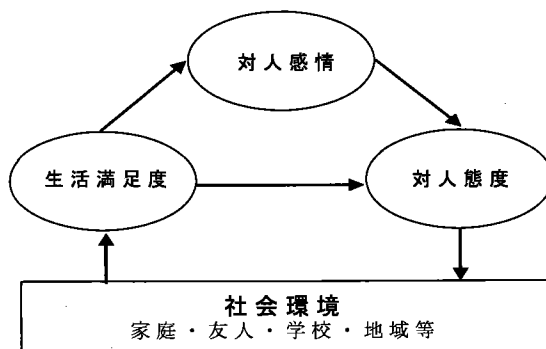 対人感情
生活満足度
対人態度
社会環境
家庭・友人・学校・地域等